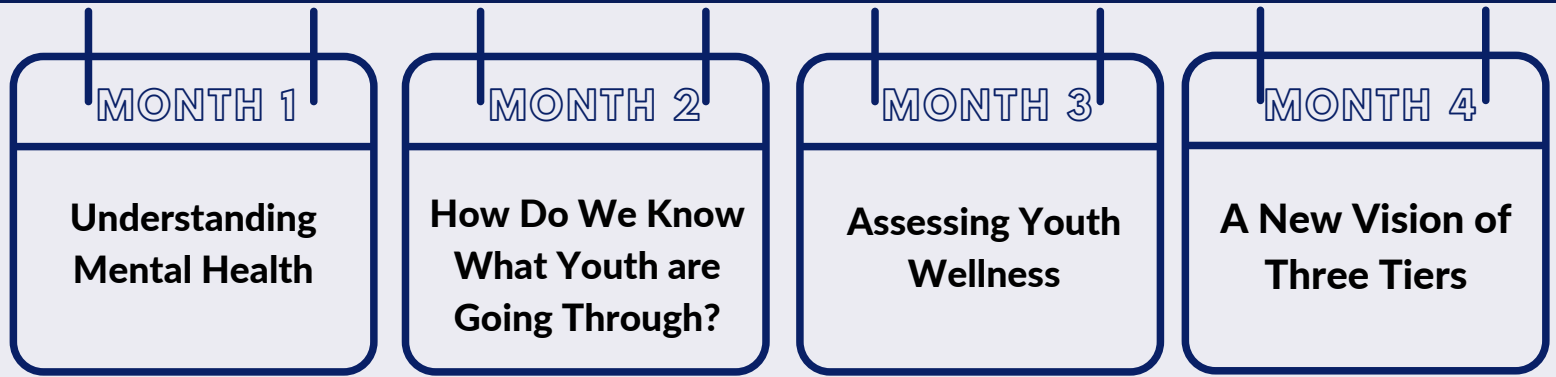 MONTH 1
Understanding
Mental Health
MONTH 2
How Do We Know
What Youth are
Going Through?
MONTH 3
Assessing Youth
Wellness
MONTH 4
A New Vision of
Three Tiers